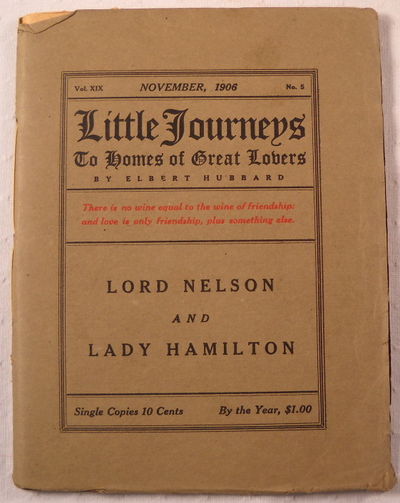 Vol. XIX NOVEMBER, 1906 No. 5
Little Journeys
To Homes of Great Lovers
BY ELBERT HUBBARD
There is no wine equal to the wine of friendship:
and love is only friendship, plus something else.
LORD NELSON
AND
LADY HAMILTON
Single Copies 10 Cents By the Year, $1.00